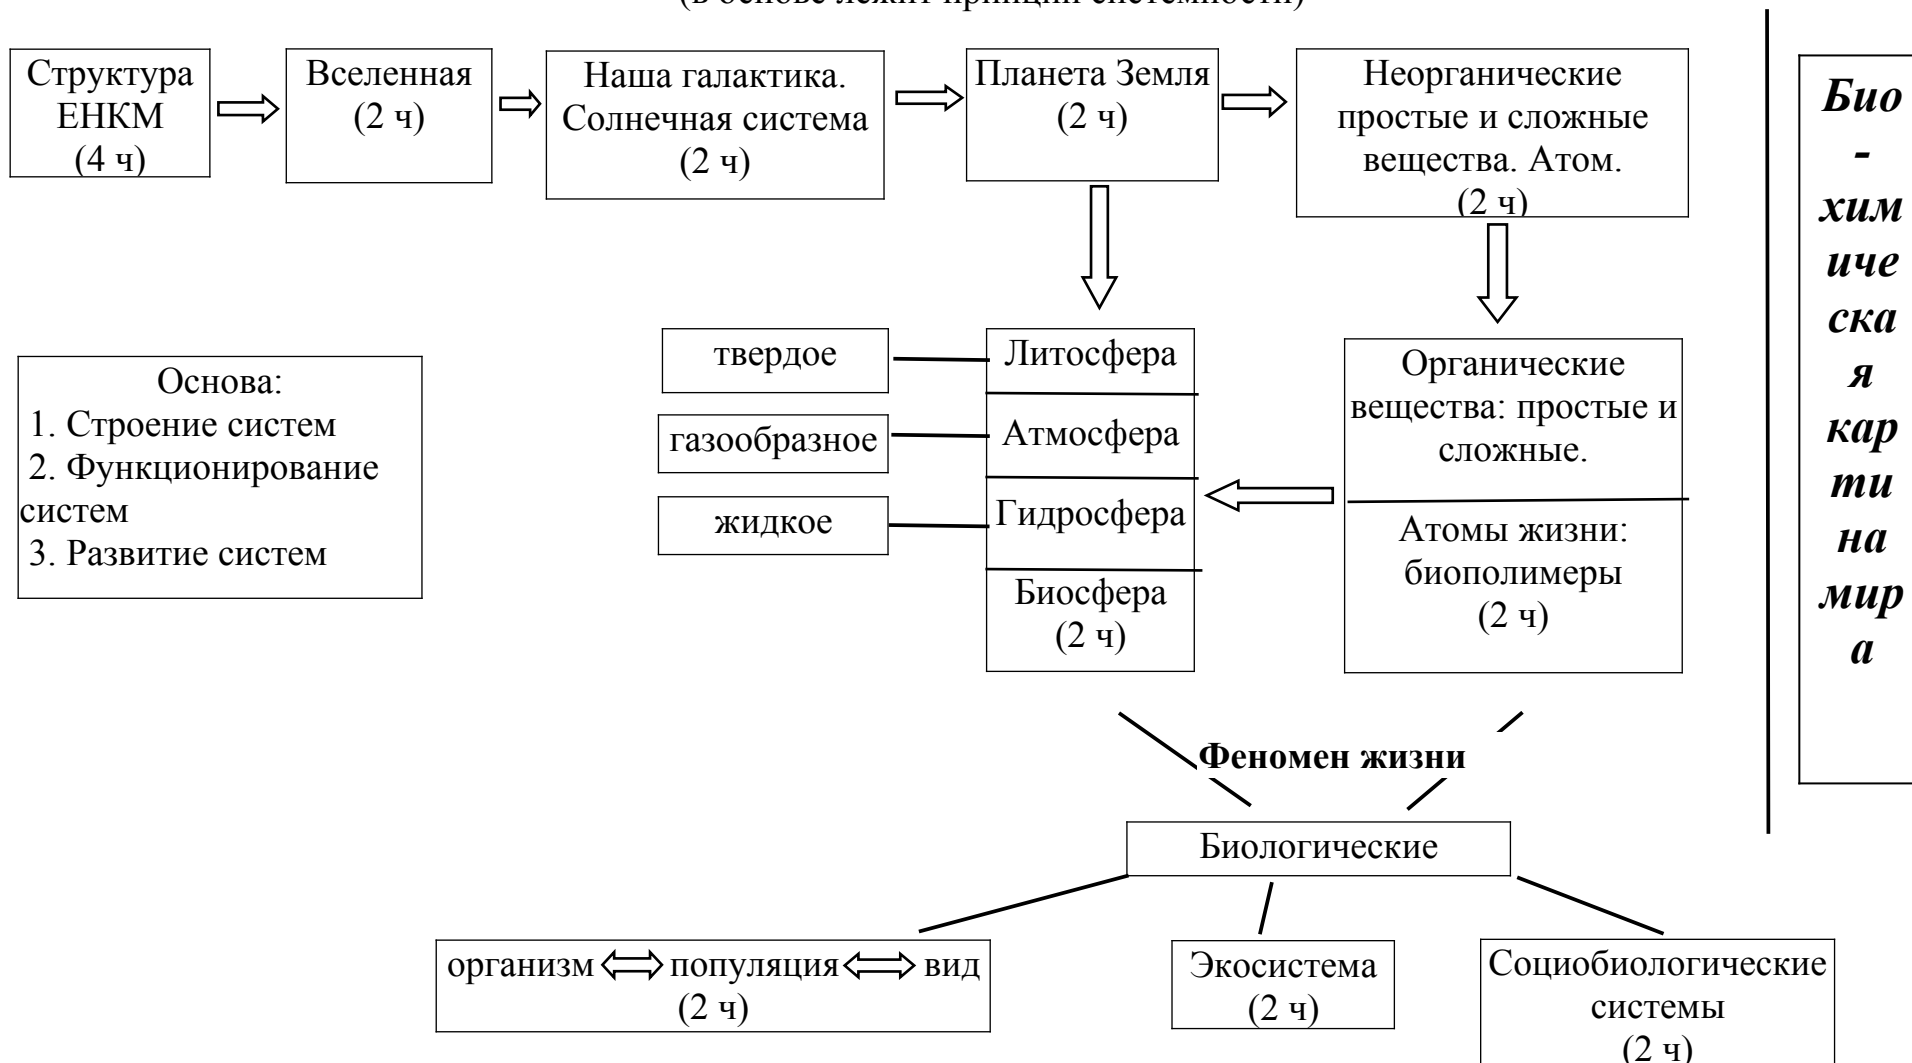 (в основе лежит принцип системности)
Структура
ЕНКМ
(4 ч)
Вселенная
(2 ч)
Наша галактика.
Солнечная система
(2 ч)
Планета Земля
(2 ч)
Неорганические
простые и сложные
вещества. Атом.
(2 ч)
Био
-
хим
иче
ска
я
кар
ти
на
мир
а
Основа:
1. Строение систем
2. Функционирование
систем
3. Развитие систем
твердое
газообразное
жидкое
Литосфера
Атмосфера
Гидросфера
Биосфера
(2 ч)
Органические
вещества: простые и
сложные.
Атомы жизни:
биополимеры
(2 ч)
Феномен жизни
Биологические
организм популяция вид
(2 ч)
Экосистема
(2 ч)
Социобиологические
системы
(2 ч)